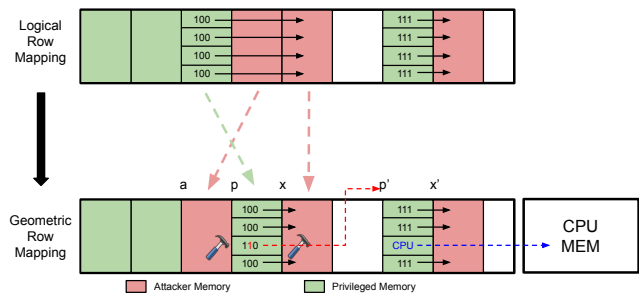 Logical
Row
Mapping
100
100
100
100
111
111
111
111
a
p
x
p'
x'
Geometric
Row
Mapping
100
100
110
100
111
111
CPU
111
CPU
MEM
Attacker Memory
Privileged Memory